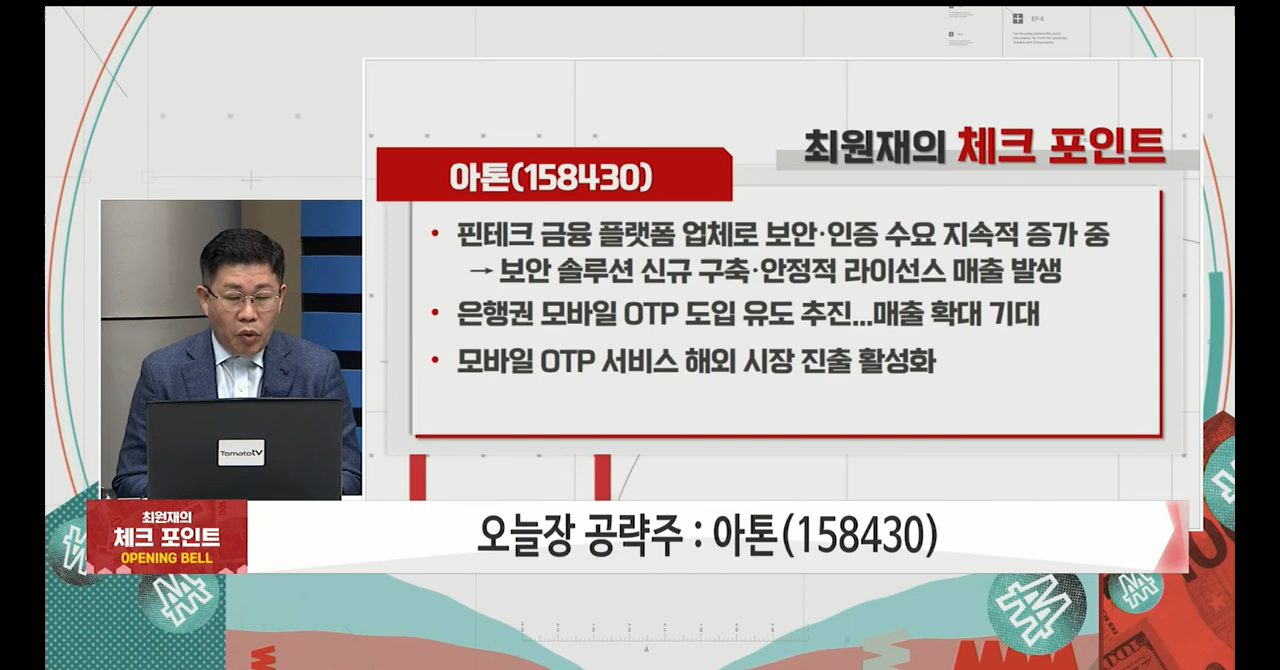 EP-8
최원재의 체크 포인트
아톤(158430)
• 핀테크 금융 플랫폼 업체로 보안·인증 수요 지속적 증가 중
→ 보안 솔루션 신규 구축·안정적 라이선스 매출 발생
• 은행권 모바일 OTP 도입 유도 추진...매출 확대 기대
• 모바일 OTP 서비스 해외 시장 진출 활성화
TomatoTV
최원재의
체크 포인트
OPENING BELL
오늘장 공략주 : 아톤(158430)